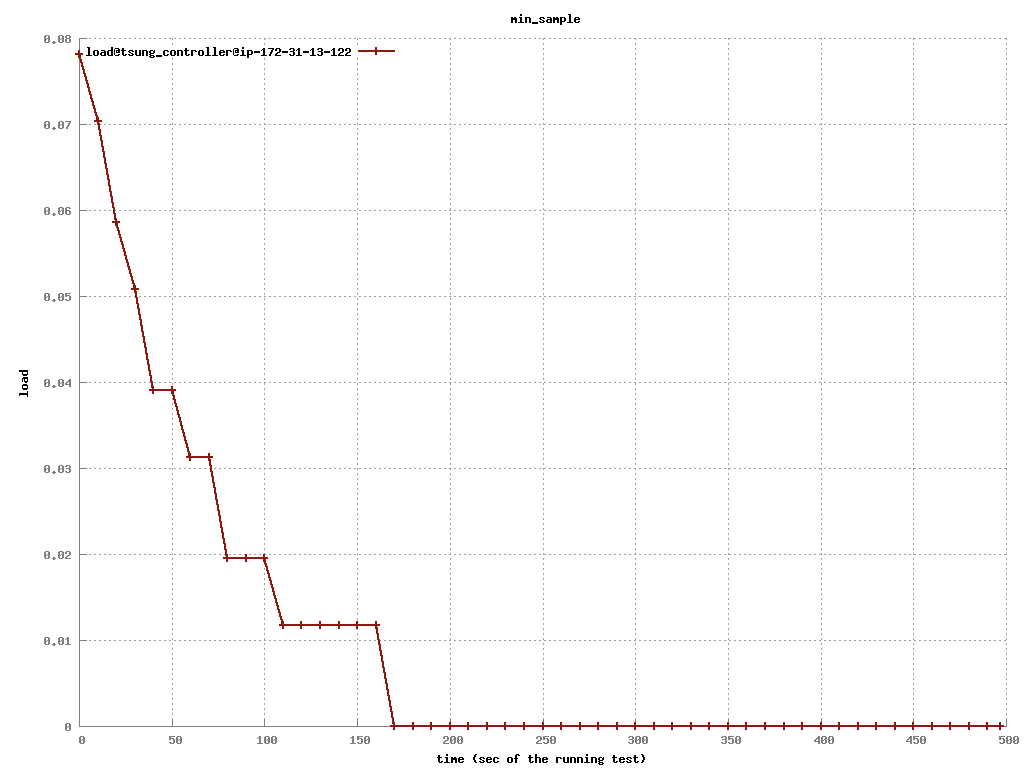 min_sample
0.08
load@tsung_controller@ip-172-31-13-122
0.07
0.06
0.05
load
0.04
0.03
0.02
0.01
0
0 50 100 150 200 250 300 350 400 450 500
time (sec of the running test)